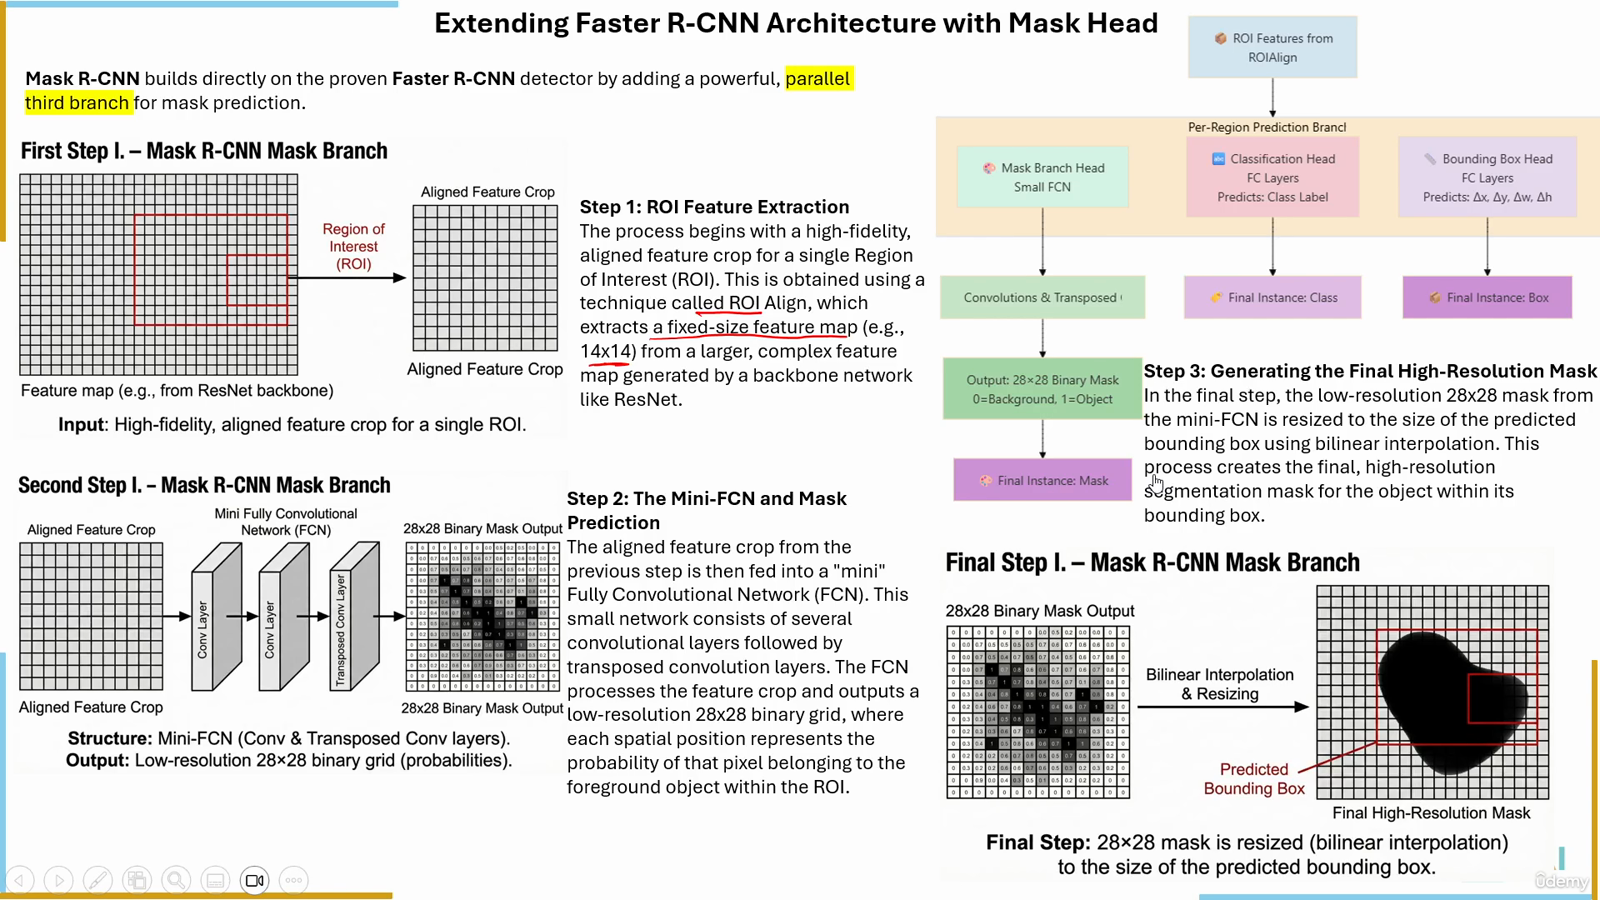 Extending Faster R-CNN Architecture with Mask Head
Mask R-CNN builds directly on the proven Faster R-CNN detector by adding a powerful, parallel
third branch for mask prediction.
First Step I. – Mask R-CNN Mask Branch
Region of
Interest
(ROI)
Aligned Feature Crop
Aligned Feature Crop
Feature map (e.g., from ResNet backbone)
Input: High-fidelity, aligned feature crop for a single ROI.
Step 1: ROI Feature Extraction
The process begins with a high-fidelity,
aligned feature crop for a single Region
of Interest (ROI). This is obtained using a
technique called ROI Align, which
extracts a fixed-size feature map (e.g.,
14x14) from a larger, complex feature
map generated by a backbone network
like ResNet.
Second Step I. – Mask R-CNN Mask Branch
Aligned Feature Crop
Aligned Feature Crop
Mini Fully Convolutional
Network (FCN)
Conv Layer
Conv Layer
Transposed Conv Layer
28x28 Binary Mask Output
28x28 Binary Mask Output
Structure: Mini-FCN (Conv & Transposed Conv layers).
Output: Low-resolution 28×28 binary grid (probabilities).
Step 2: The Mini-FCN and Mask
Prediction
The aligned feature crop from the
previous step is then fed into a "mini"
Fully Convolutional Network (FCN). This
small network consists of several
convolutional layers followed by
transposed convolution layers. The FCN
processes the feature crop and outputs a
low-resolution 28x28 binary grid, where
each spatial position represents the
probability of that pixel belonging to the
foreground object within the ROI.
ROI Features from
ROIAlign
Per-Region Prediction Brancl
Mask Branch Head
Small FCN
abc Classification Head
FC Layers
Predicts: Class Label
Bounding Box Head
FC Layers
Predicts: Δx, Δy, Δw, Δh
Convolutions & Transposed
Final Instance: Class
Final Instance: Box
Output: 28×28 Binary Mask
0=Background, 1=Object
Final Instance: Mask
Step 3: Generating the Final High-Resolution Mask
In the final step, the low-resolution 28x28 mask from
the mini-FCN is resized to the size of the predicted
bounding box using bilinear interpolation. This
process creates the final, high-resolution
segmentation mask for the object within its
bounding box.
Final Step I. – Mask R-CNN Mask Branch
28x28 Binary Mask Output
Bilinear Interpolation
& Resizing
Predicted
Bounding Box
Final High-Resolution Mask
Final Step: 28×28 mask is resized (bilinear interpolation)
to the size of the predicted bounding box.
ûdemy